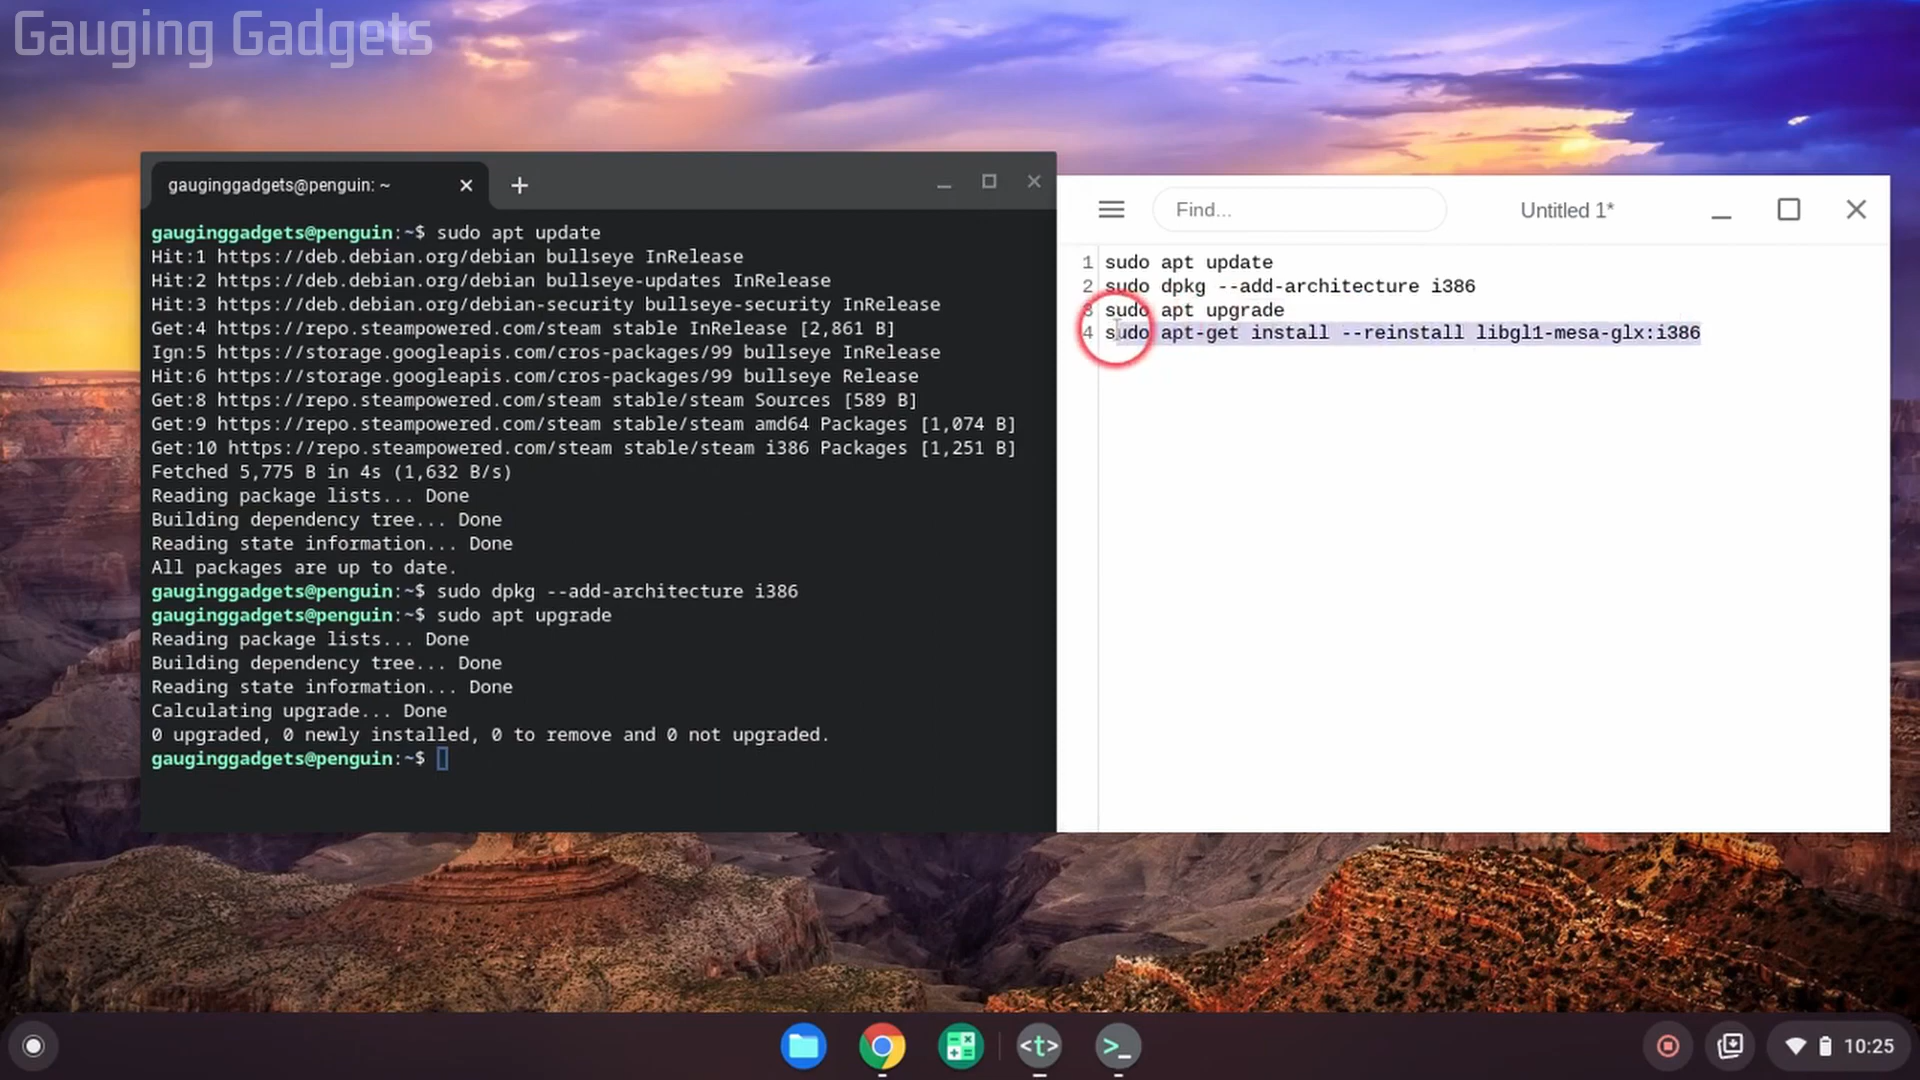 Gauging Gadgets
gauginggadgets@penguin: ~
gauginggadgets@penguin:~$ sudo apt update
Hit:1 https://deb.debian.org/debian bullseye InRelease
Hit:2 https://deb.debian.org/debian bullseye-updates InRelease
Hit:3 https://deb.debian.org/debian-security bullseye-security InRelease
Get:4 https://repo.steampowered.com/steam stable InRelease [2,861 B]
Ign:5 https://storage.googleapis.com/cros-packages/99 bullseye InRelease
Hit:6 https://storage.googleapis.com/cros-packages/99 bullseye Release
Get:8 https://repo.steampowered.com/steam stable/steam Sources [589 B]
Get:9 https://repo.steampowered.com/steam stable/steam amd64 Packages [1,074 B]
Get:10 https://repo.steampowered.com/steam stable/steam i386 Packages [1,251 B]
Fetched 5,775 B in 4s (1,632 B/s)
Reading package lists... Done
Building dependency tree... Done
Reading state information... Done
All packages are up to date.
gauginggadgets@penguin:~$ sudo dpkg --add-architecture i386
gauginggadgets@penguin:~$ sudo apt upgrade
Reading package lists... Done
Building dependency tree... Done
Reading state information... Done
Calculating upgrade... Done
0 upgraded, 0 newly installed, 0 to remove and 0 not upgraded.
gauginggadgets@penguin:~$
Find...
Untitled 1*
1 sudo apt update
2 sudo dpkg --add-architecture i386
3 sudo apt upgrade
4 sudo apt-get install --reinstall libgl1-mesa-glx:i386
<t>
>_
10:25